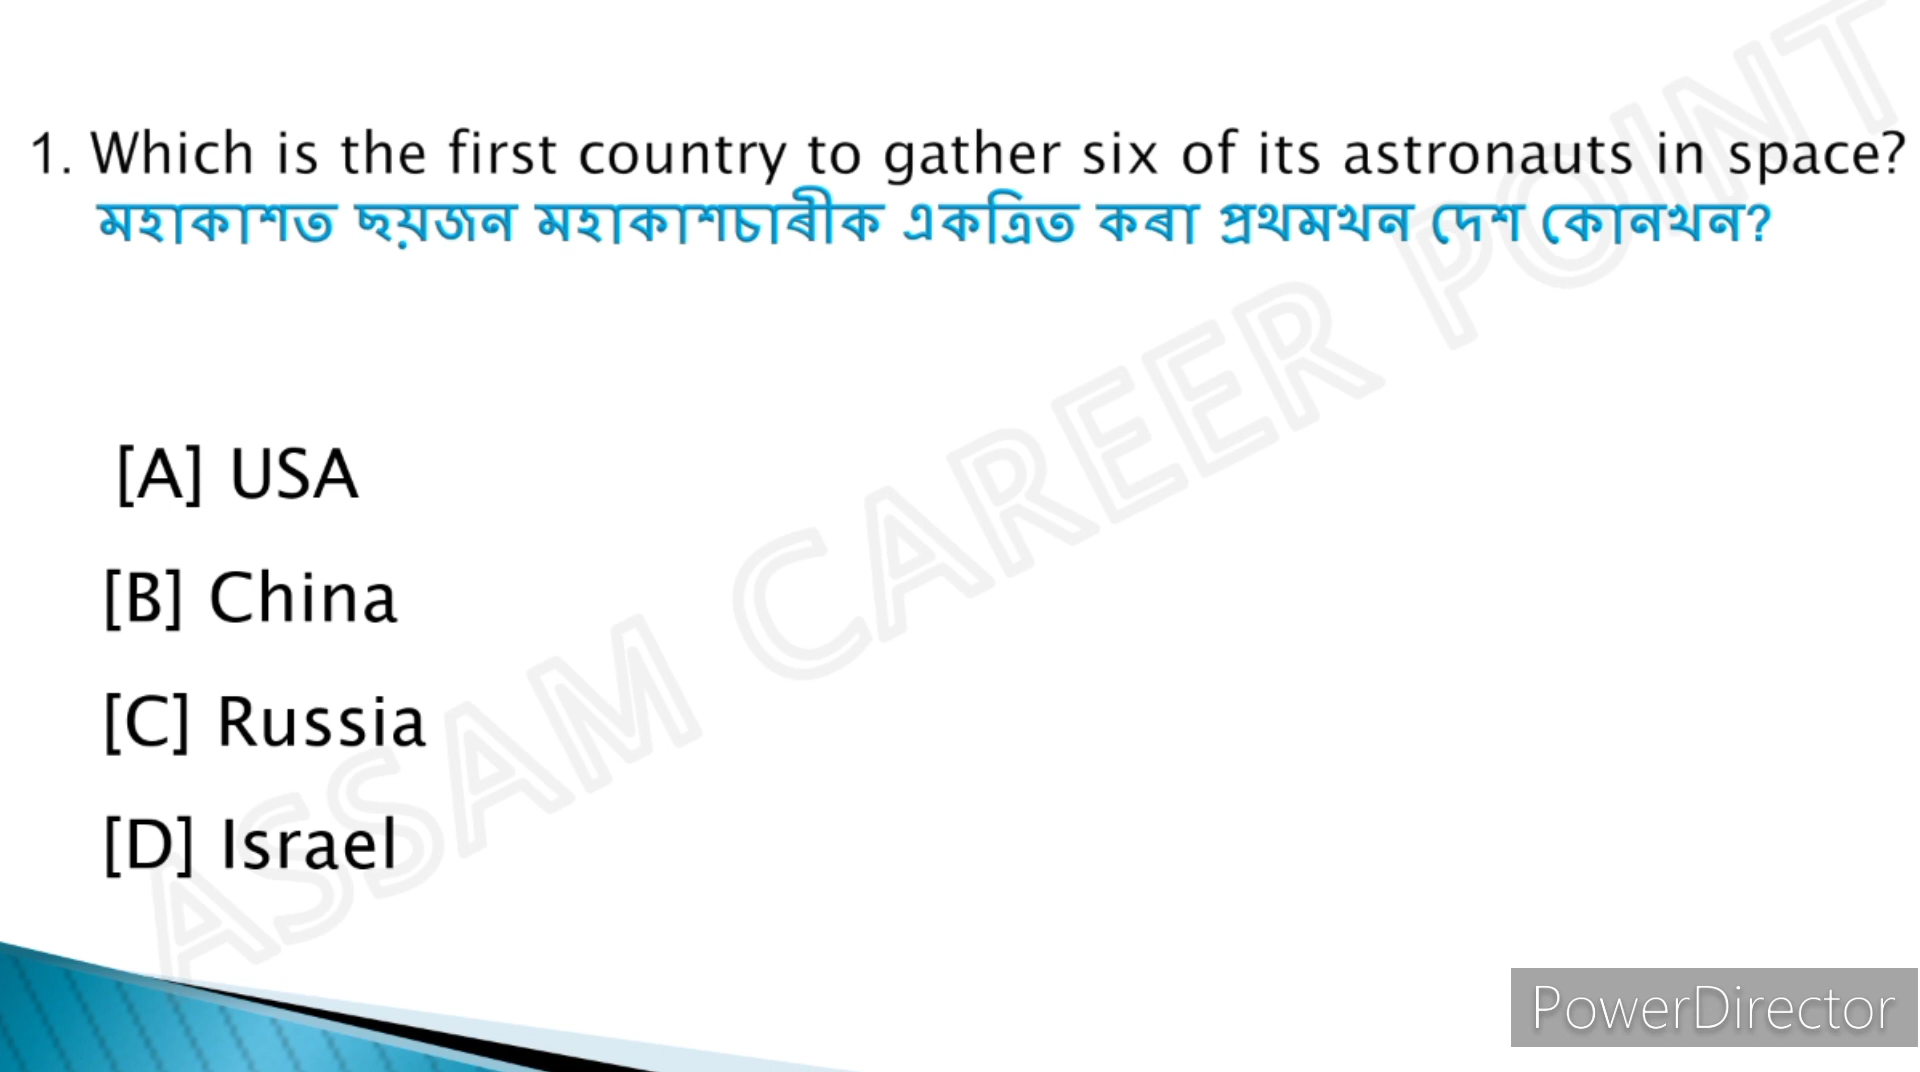 1. Which is the first country to gather six of its astronauts in space?
মহাকাশত ছয়জন মহাকাশচাৰীক একত্ৰিত কৰা প্ৰথমখন দেশ কোনখন?
[A] USA
[B] China
[C] Russia
[D] Israel
ASSAM CAREER POINT
PowerDirector